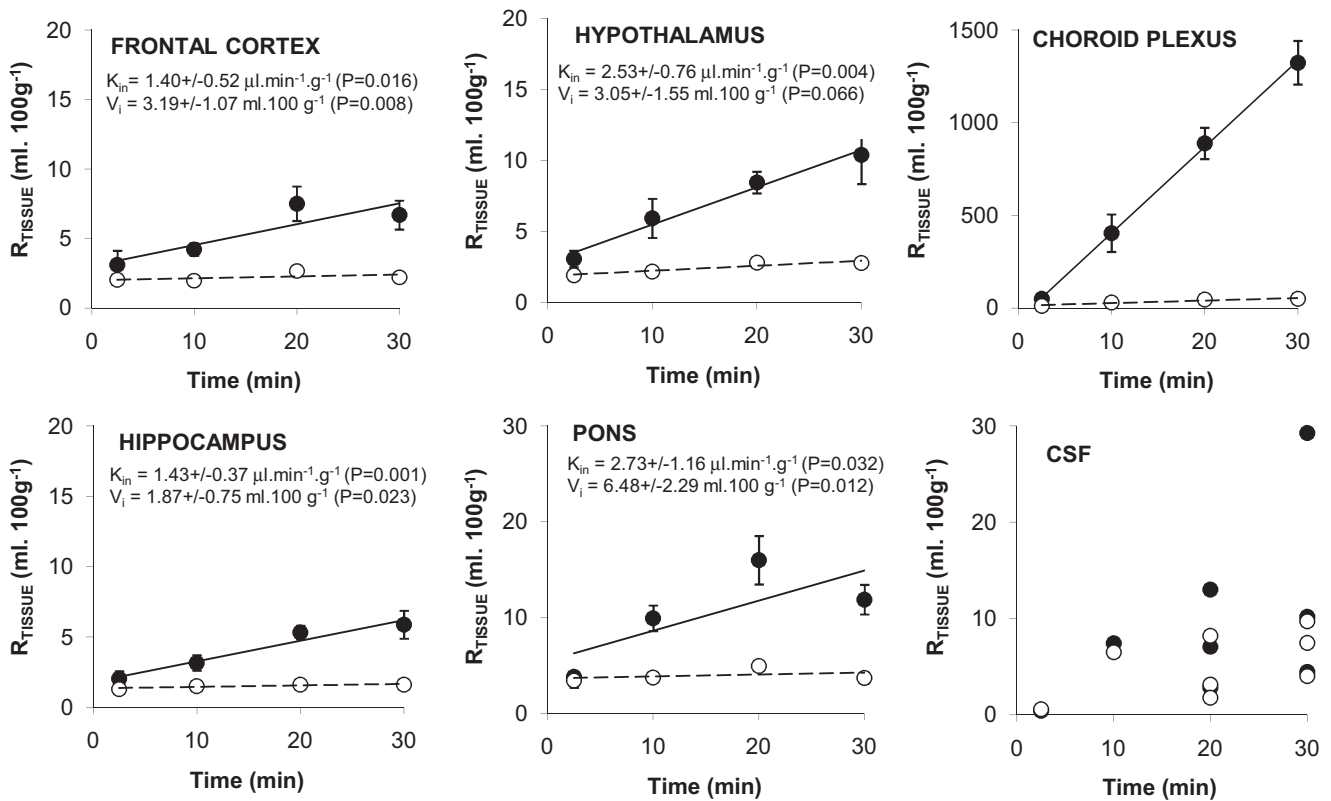 FRONTAL CORTEX
K_in = 1.40+/-0.52 µl.min⁻¹.g⁻¹ (P=0.016)
V_i = 3.19+/-1.07 ml.100 g⁻¹ (P=0.008)
R_TISSUE (ml. 100g⁻¹)
20
15
10
5
0
0 10 20 30
Time (min)
HYPOTHALAMUS
K_in = 2.53+/-0.76 µl.min⁻¹.g⁻¹ (P=0.004)
V_i = 3.05+/-1.55 ml.100 g⁻¹ (P=0.066)
R_TISSUE (ml. 100g⁻¹)
20
15
10
5
0
0 10 20 30
Time (min)
CHOROID PLEXUS
R_TISSUE (ml. 100g⁻¹)
1500
1000
500
0
0 10 20 30
Time (min)
HIPPOCAMPUS
K_in = 1.43+/-0.37 µl.min⁻¹.g⁻¹ (P=0.001)
V_i = 1.87+/-0.75 ml.100 g⁻¹ (P=0.023)
R_TISSUE (ml. 100g⁻¹)
20
15
10
5
0
0 10 20 30
Time (min)
PONS
K_in = 2.73+/-1.16 µl.min⁻¹.g⁻¹ (P=0.032)
V_i = 6.48+/-2.29 ml.100 g⁻¹ (P=0.012)
R_TISSUE (ml. 100g⁻¹)
30
20
10
0
0 10 20 30
Time (min)
CSF
R_TISSUE (ml. 100g⁻¹)
30
20
10
0
0 10 20 30
Time (min)